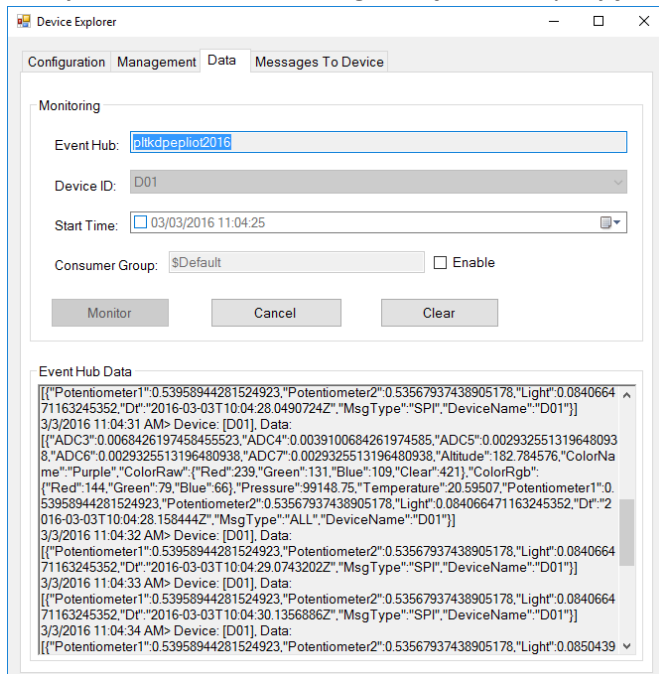 Device Explorer
Configuration Management Data Messages To Device
Monitoring
Event Hub: pltkdpepliot2016
Device ID: D01
Start Time: 03/03/2016 11:04:25
Consumer Group: $Default Enable
Monitor Cancel Clear
Event Hub Data
[{"Potentiometer1":0.53958944281524923,"Potentiometer2":0.53567937438905178,"Light":0.0840664
71163245352,"Dt":"2016-03-03T10:04:28.0490724Z","MsgType":"SPI","DeviceName":"D01"}]
3/3/2016 11:04:31 AM> Device: [D01], Data:
[{"ADC3":0.0068426197458455523,"ADC4":0.0039100684261974585,"ADC5":0.002932551319648093
8,"ADC6":0.0029325513196480938,"ADC7":0.0029325513196480938,"Altitude":182.784576,"ColorNa
me":"Purple","ColorRaw":{"Red":239,"Green":131,"Blue":109,"Clear":421},"ColorRgb":
{"Red":144,"Green":79,"Blue":66},"Pressure":99148.75,"Temperature":20.59507,"Potentiometer1":0.
53958944281524923,"Potentiometer2":0.53567937438905178,"Light":0.084066471163245352,"Dt":"2
016-03-03T10:04:28.158444Z","MsgType":"ALL","DeviceName":"D01"}]
3/3/2016 11:04:32 AM> Device: [D01], Data:
[{"Potentiometer1":0.53958944281524923,"Potentiometer2":0.53567937438905178,"Light":0.0840664
71163245352,"Dt":"2016-03-03T10:04:29.0743202Z","MsgType":"SPI","DeviceName":"D01"}]
3/3/2016 11:04:33 AM> Device: [D01], Data:
[{"Potentiometer1":0.53958944281524923,"Potentiometer2":0.53567937438905178,"Light":0.0840664
71163245352,"Dt":"2016-03-03T10:04:30.1356886Z","MsgType":"SPI","DeviceName":"D01"}]
3/3/2016 11:04:34 AM> Device: [D01], Data:
[{"Potentiometer1":0.53958944281524923,"Potentiometer2":0.53567937438905178,"Light":0.0850439